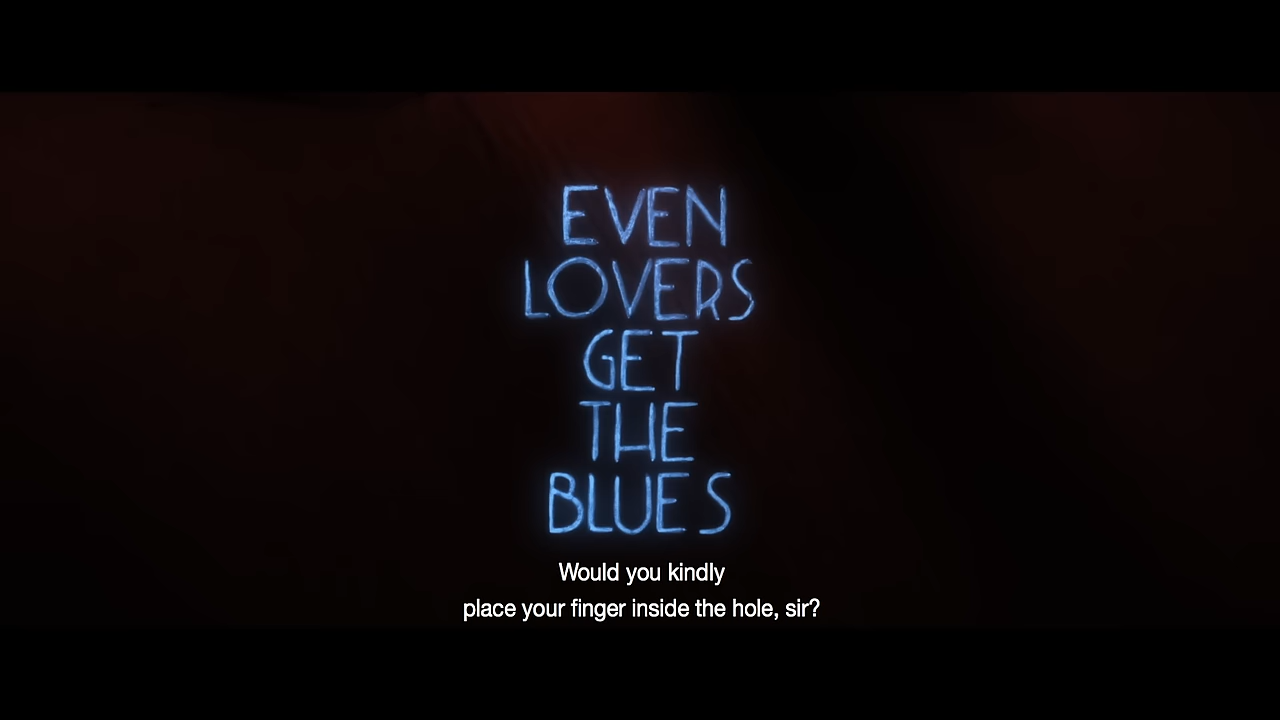 EVEN
LOVERS
GET
THE
BLUES
Would you kindly
place your finger inside the hole, sir?